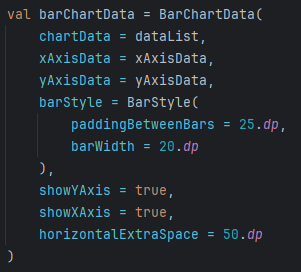 val barChartData = BarChartData(
    chartData = dataList,
    xAxisData = xAxisData,
    yAxisData = yAxisData,
    barStyle = BarStyle(
        paddingBetweenBars = 25.dp,
        barWidth = 20.dp
    ),
    showYAxis = true,
    showXAxis = true,
    horizontalExtraSpace = 50.dp
)